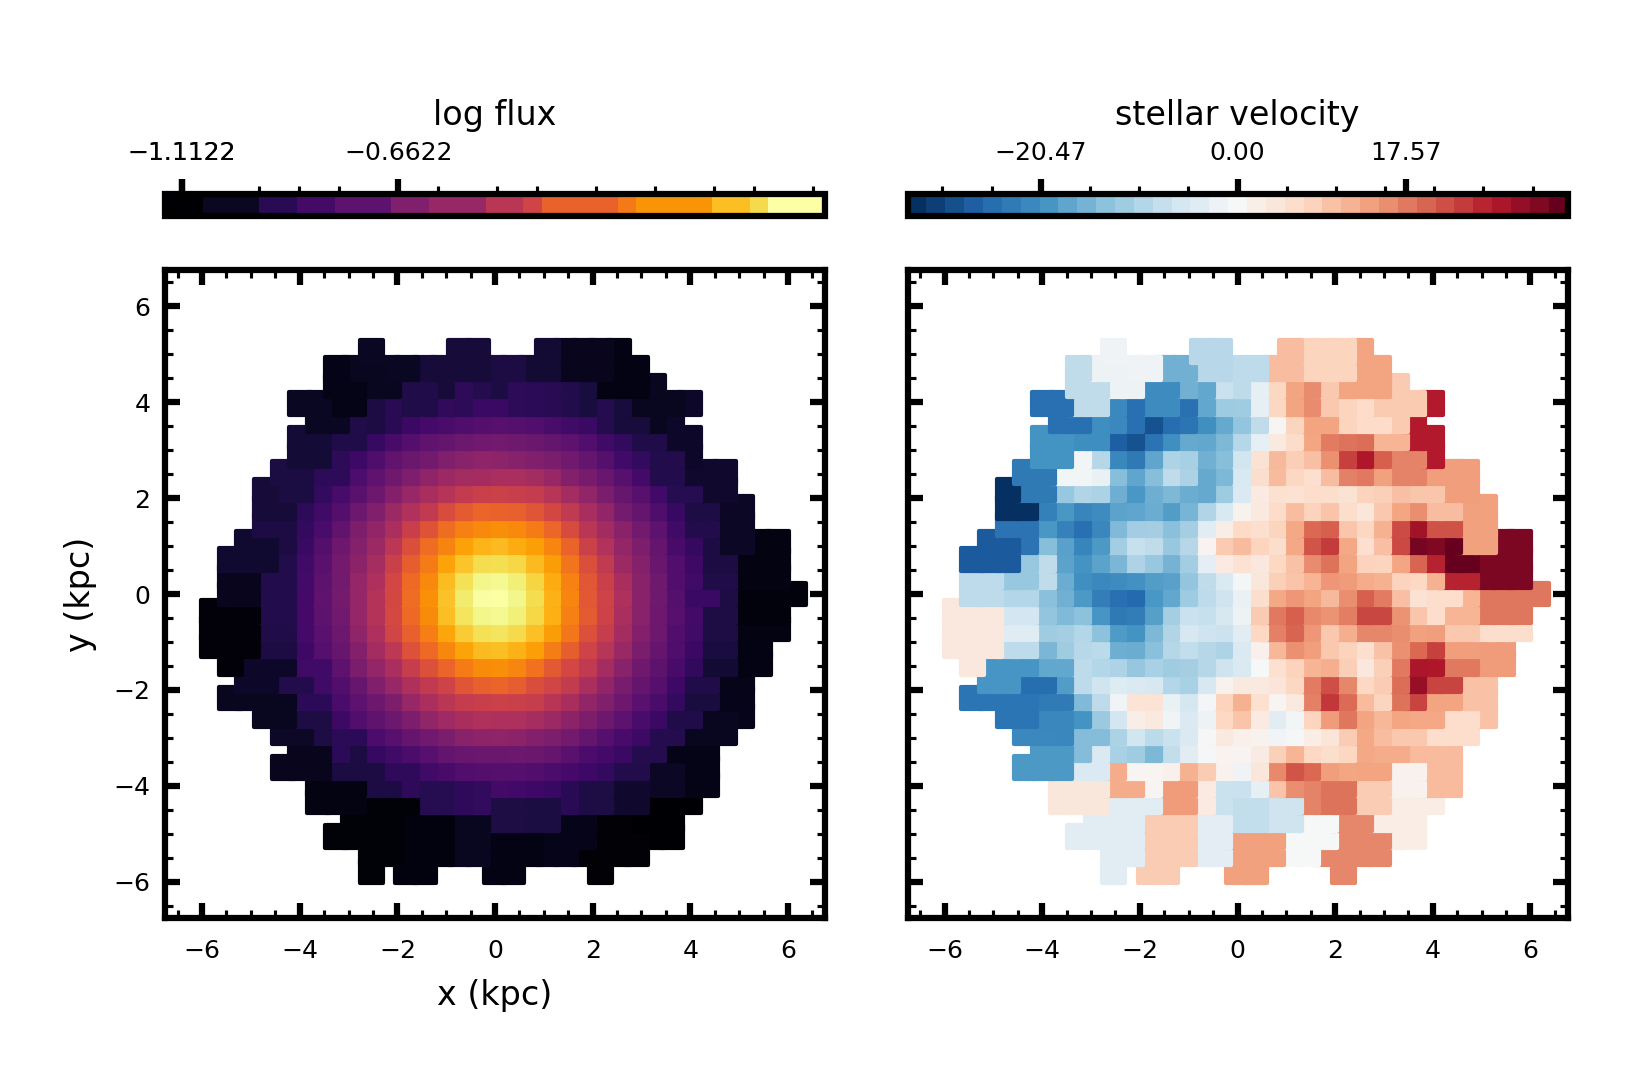 log flux
−1.1122 −0.6622
stellar velocity
−20.47 0.00 17.57
y (kpc)
6
4
2
0
−2
−4
−6
−6 −4 −2 0 2 4 6
x (kpc)
−6 −4 −2 0 2 4 6